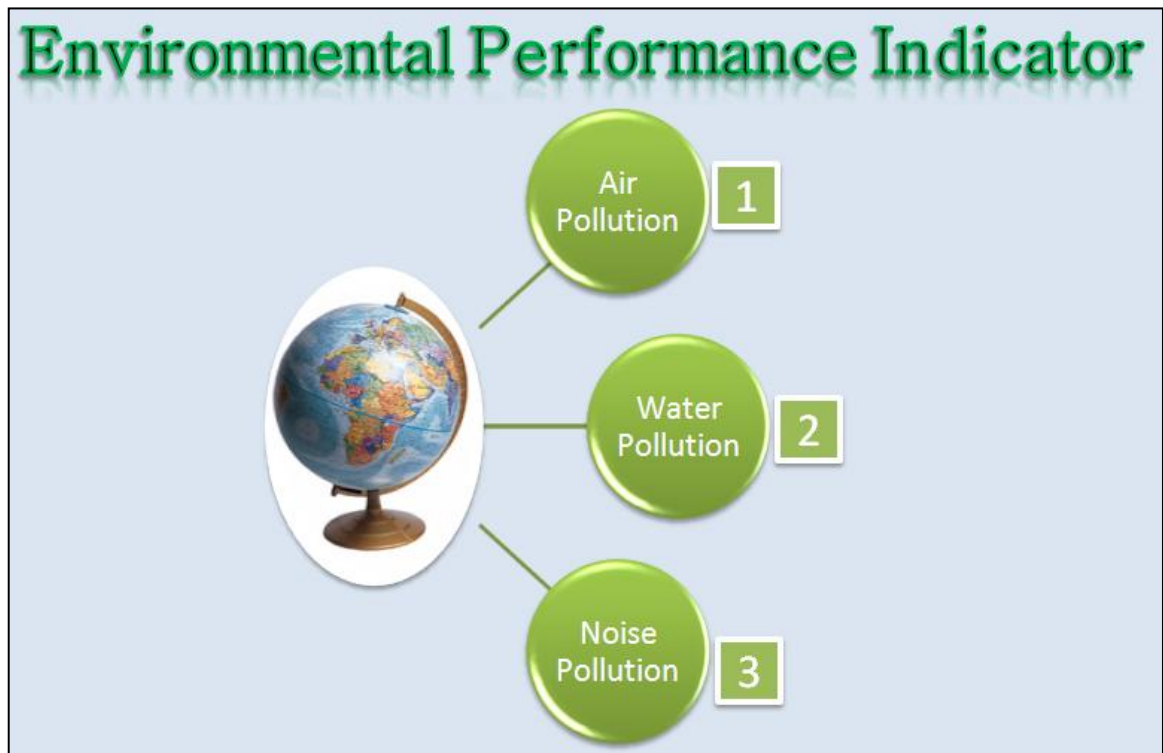 Environmental Performance Indicator
Air
Pollution
1
Water
Pollution
2
Noise
Pollution
3